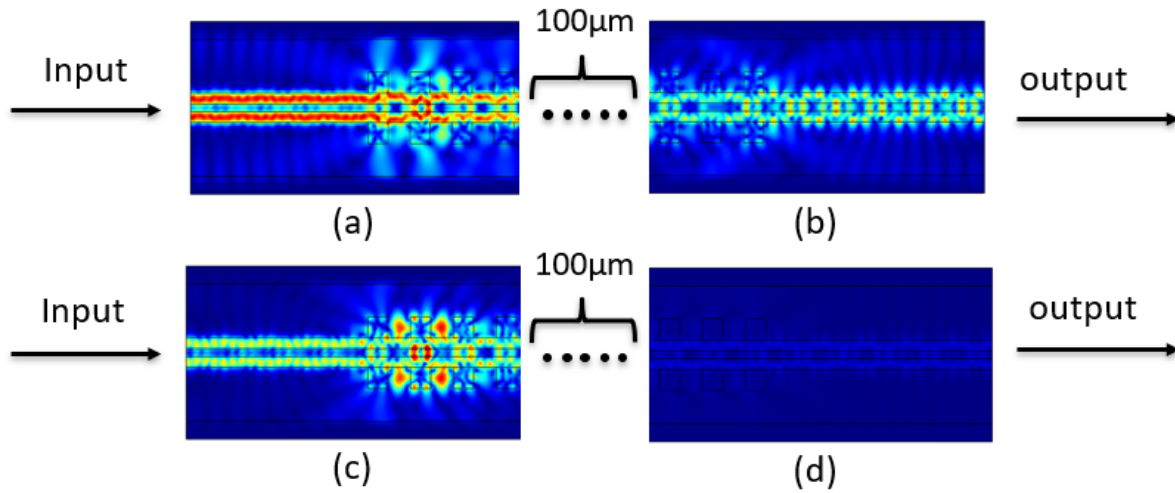 100μm
Input
output
(a)
(b)
100μm
Input
output
(c)
(d)